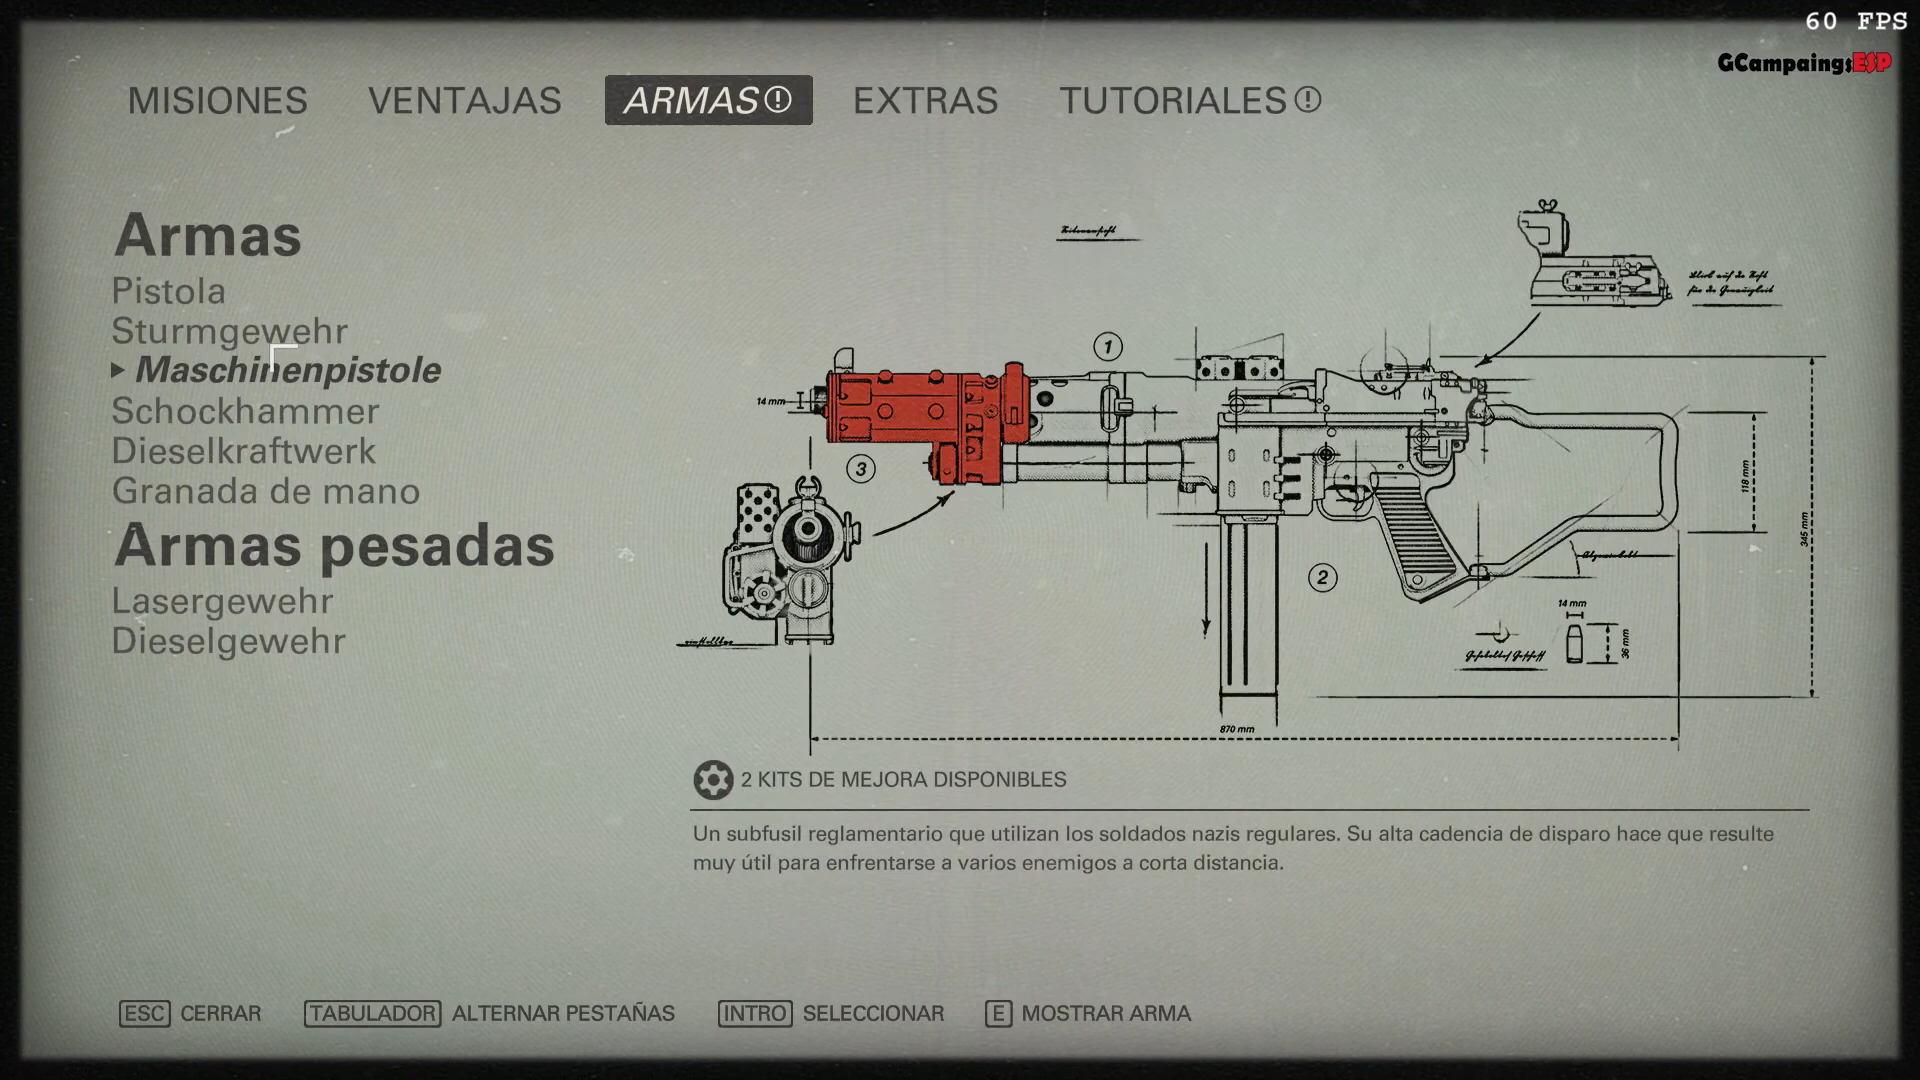 60 FPS
GCampaingsESP
MISIONES VENTAJAS ARMAS EXTRAS TUTORIALES
Armas
Pistola
Sturmgewehr
Maschinenpistole
Schockhammer
Dieselkraftwerk
Granada de mano
Armas pesadas
Lasergewehr
Dieselgewehr
Seitenansicht
1
14 mm
3
118 mm
345 mm
2
14 mm
36 mm
870 mm
2 KITS DE MEJORA DISPONIBLES
Un subfusil reglamentario que utilizan los soldados nazis regulares. Su alta cadencia de disparo hace que resulte
muy útil para enfrentarse a varios enemigos a corta distancia.
ESC CERRAR TABULADOR ALTERNAR PESTAÑAS INTRO SELECCIONAR E MOSTRAR ARMA